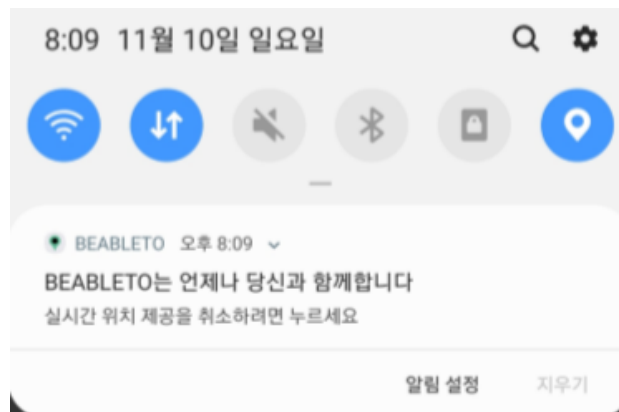 8:09 11월 10일 일요일
BEABLETO 오후 8:09
BEABLETO는 언제나 당신과 함께합니다
실시간 위치 제공을 취소하려면 누르세요
알림 설정 지우기